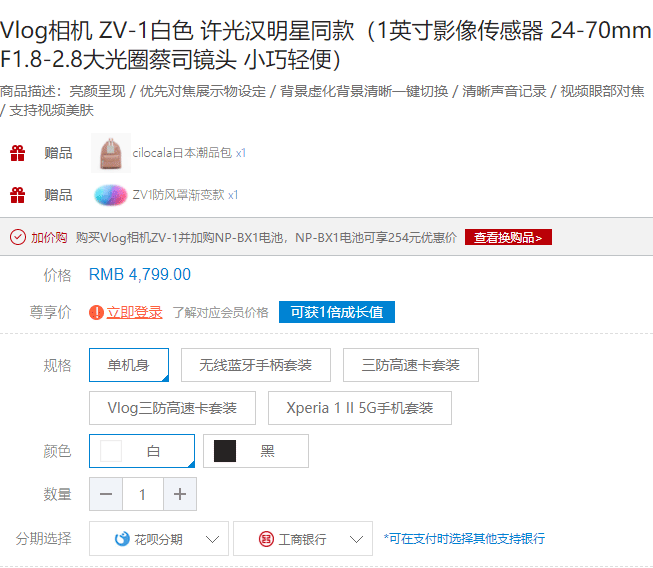 Vlog相机 ZV-1白色 许光汉明星同款（1英寸影像传感器 24-70mm
F1.8-2.8大光圈蔡司镜头 小巧轻便）
商品描述：亮颜呈现 / 优先对焦展示物设定 / 背景虚化背景清晰一键切换 / 清晰声音记录 / 视频眼部对焦
/ 支持视频美肤
赠品 cilocala日本潮品包 x1
赠品 ZV1防风罩渐变款 x1
加价购 购买Vlog相机ZV-1并加购NP-BX1电池，NP-BX1电池可享254元优惠价 查看换购品>
价格 RMB 4,799.00
尊享价 立即登录 了解对应会员价格 可获1倍成长值
规格 单机身 无线蓝牙手柄套装 三防高速卡套装
Vlog三防高速卡套装 Xperia 1 II 5G手机套装
颜色 白 黑
数量 − 1 +
分期选择 花呗分期 工商银行 *可在支付时选择其他支持银行